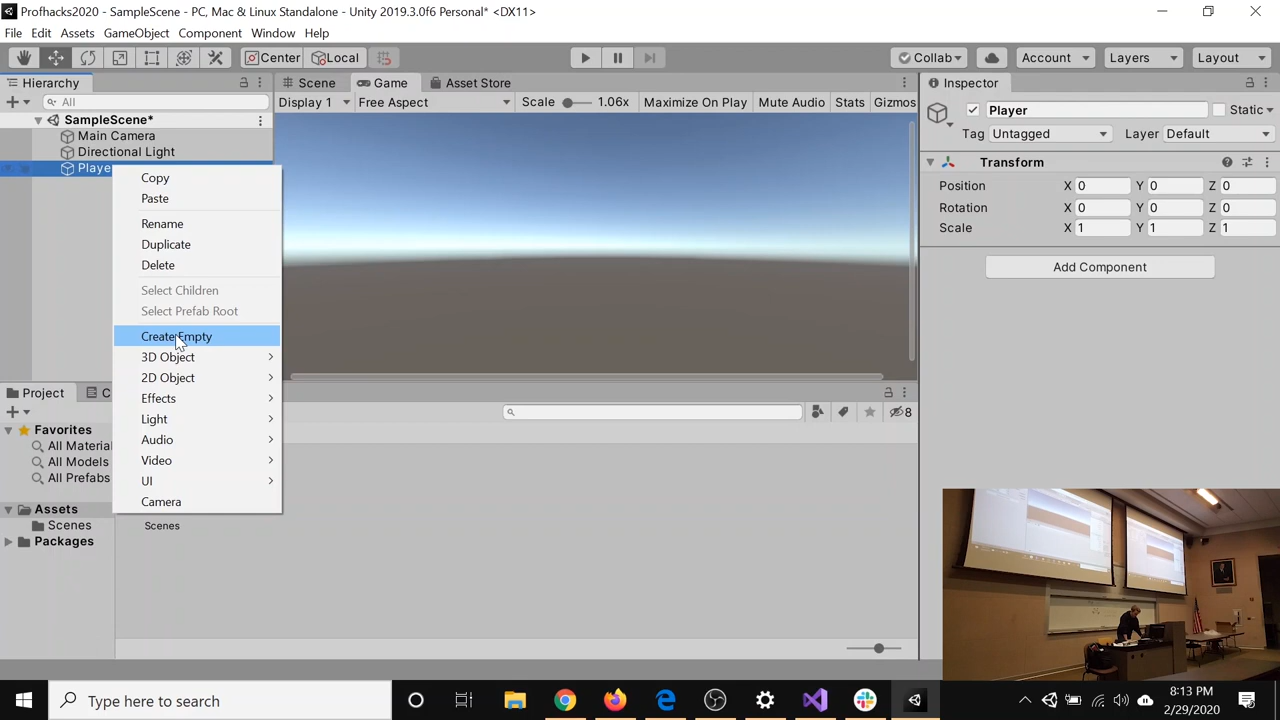 Profhacks2020 - SampleScene - PC, Mac & Linux Standalone - Unity 2019.3.0f6 Personal* <DX11>
File Edit Assets GameObject Component Window Help
Center Local Collab Account Layers Layout
Hierarchy
All
SampleScene*
Main Camera
Directional Light
Playe
Copy
Paste
Rename
Duplicate
Delete
Select Children
Select Prefab Root
Create Empty
3D Object
2D Object
Effects
Light
Audio
Video
UI
Camera
Scene Game Asset Store
Display 1 Free Aspect Scale 1.06x Maximize On Play Mute Audio Stats Gizmos
Inspector
Player Static
Tag Untagged Layer Default
Transform
Position X 0 Y 0 Z 0
Rotation X 0 Y 0 Z 0
Scale X 1 Y 1 Z 1
Add Component
Project C
8
Favorites
All Material
All Models
All Prefabs
Assets
Scenes
Packages
Scenes
Type here to search
8:13 PM
2/29/2020